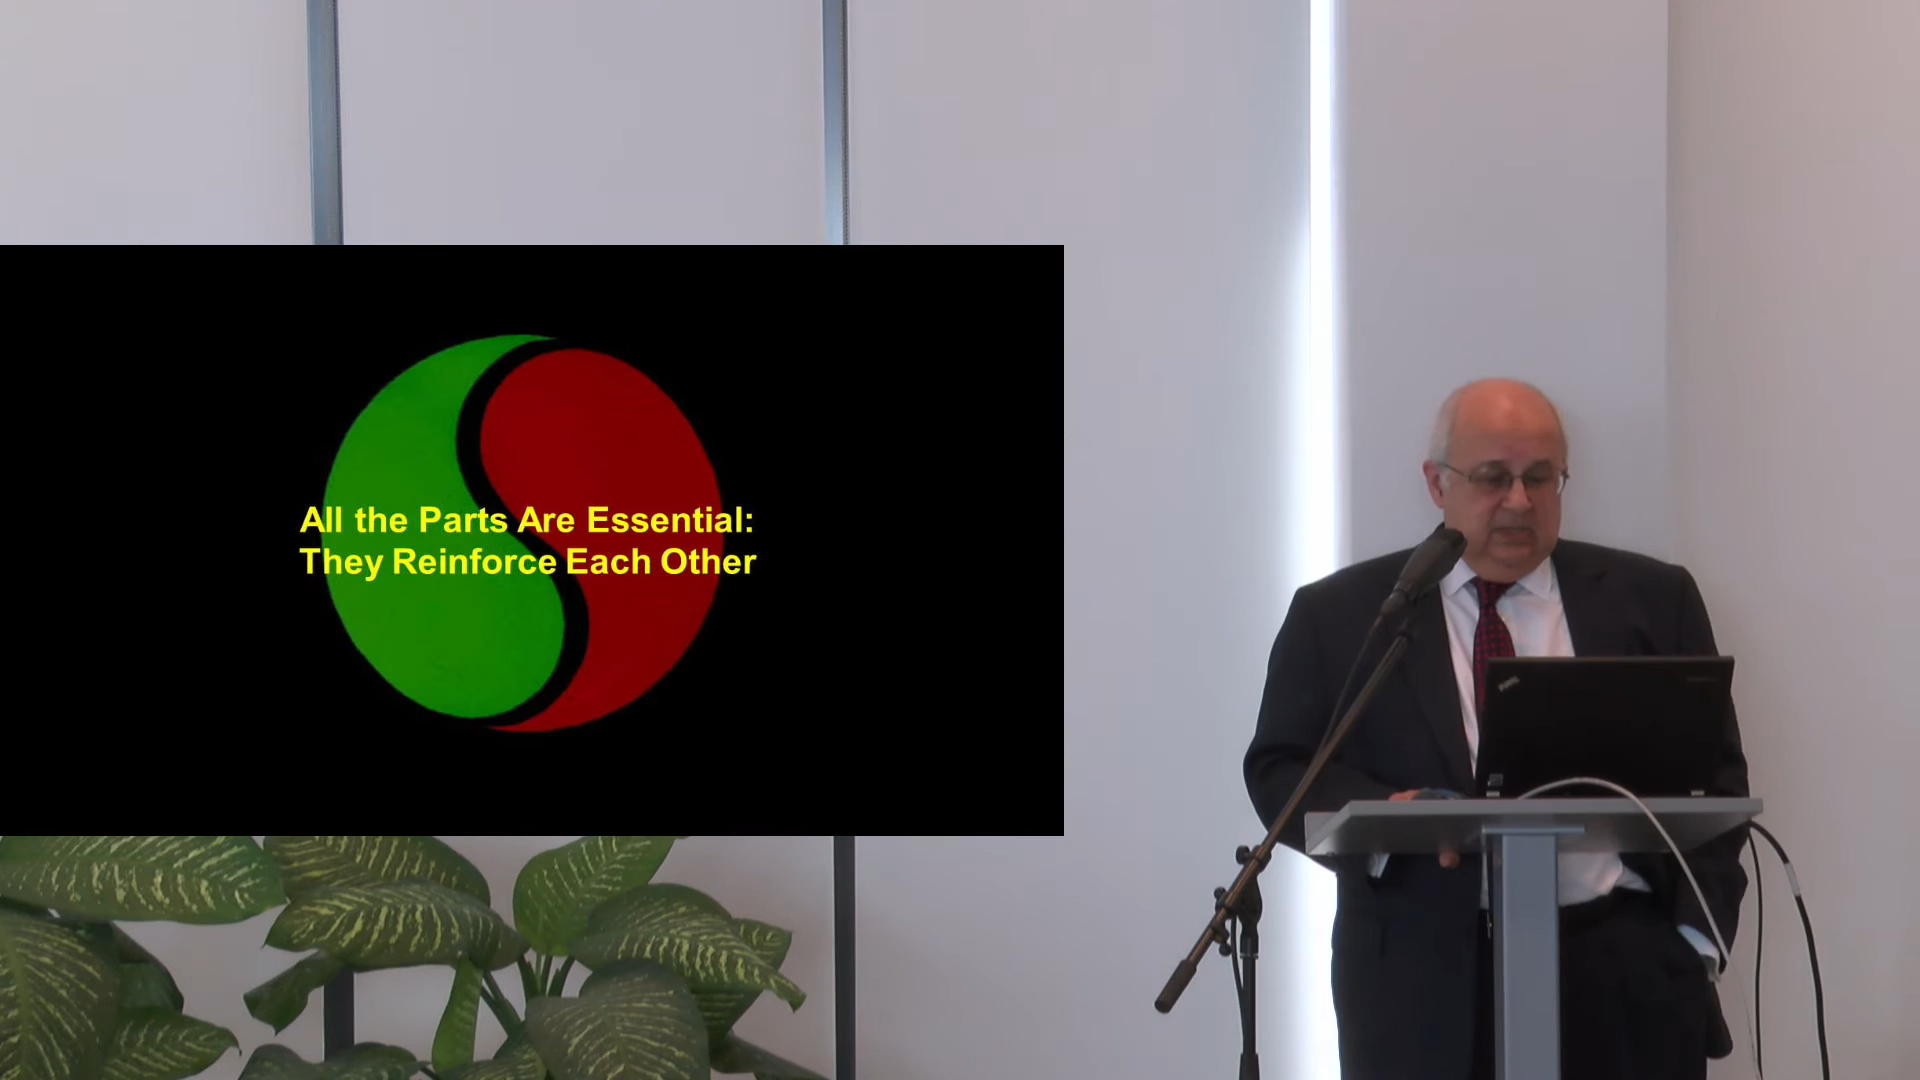 All the Parts Are Essential:
They Reinforce Each Other